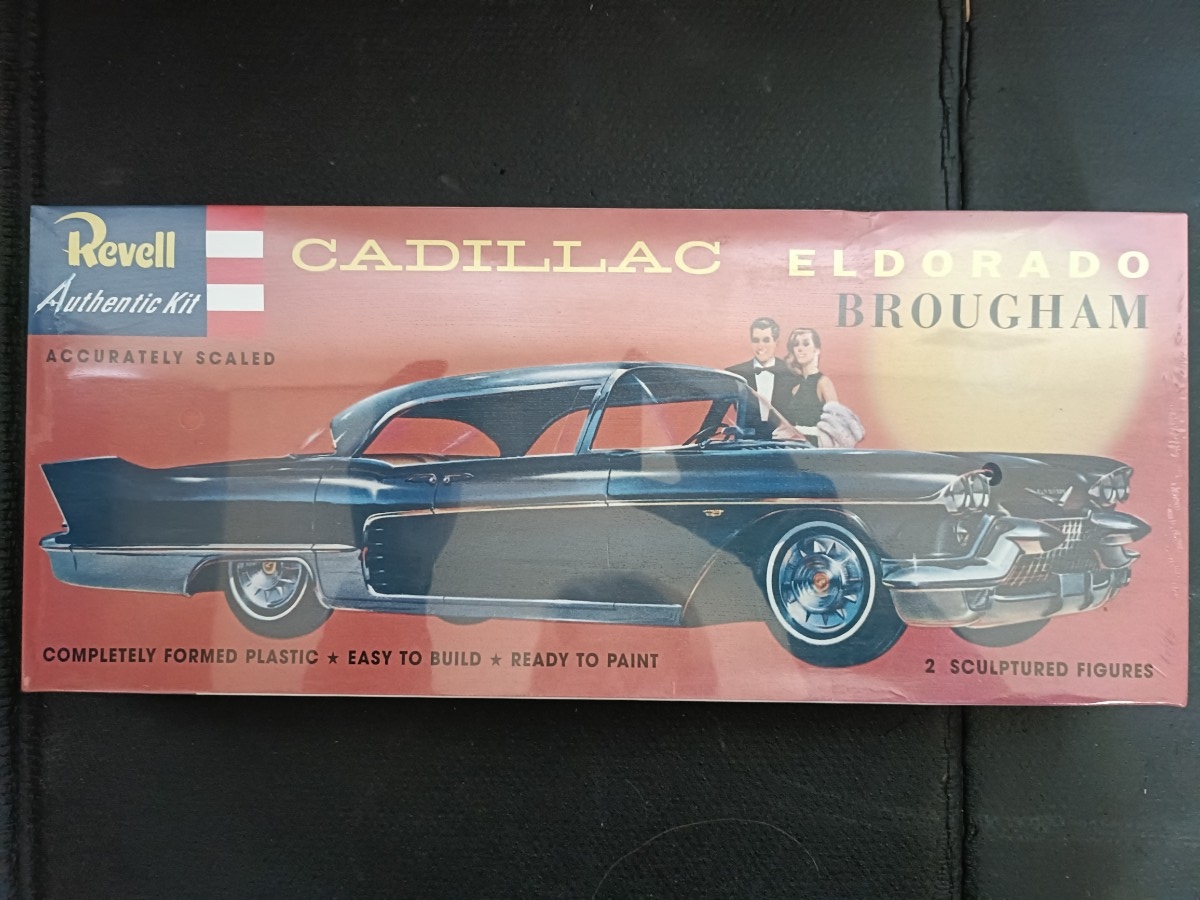 Revell
Authentic Kit
CADILLAC
ELDORADO
BROUGHAM
ACCURATELY SCALED
COMPLETELY FORMED PLASTIC ★ EASY TO BUILD ★ READY TO PAINT
2 SCULPTURED FIGURES